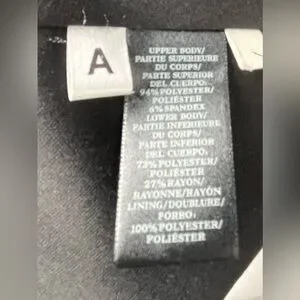 A
UPPER BODY/
PARTIE SUPERIEURE
DU CORPS/
PARTE SUPERIOR
DEL CUERPO:
94% POLYESTER/
POLIÉSTER
6% SPANDEX
LOWER BODY/
PARTIE INFERIEURE
DU CORPS/
PARTE INFERIOR
DEL CUERPO:
73% POLYESTER/
POLIÉSTER
27% RAYON/
RAYONNE/RAYÓN
LINING/DOUBLURE/
FORRO:
100% POLYESTER/
POLIÉSTER